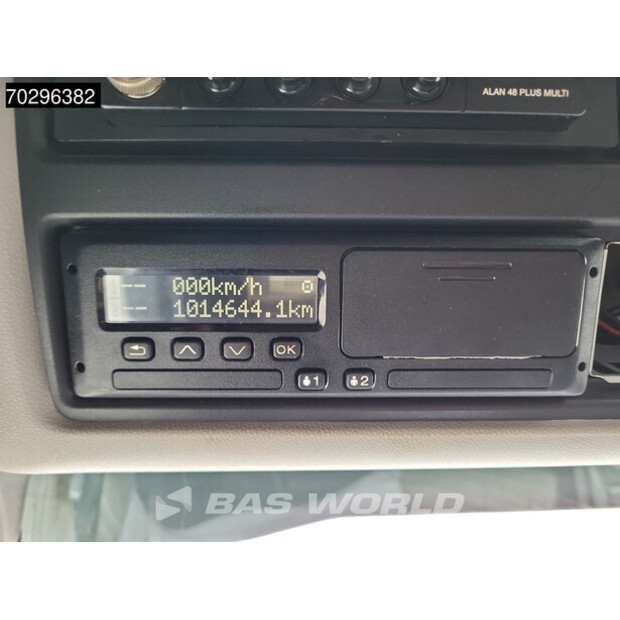 70296382
ALAN 48 PLUS MULTI
-- 000km/h
-- 1014644.1km
OK
1
2
BAS WORLD